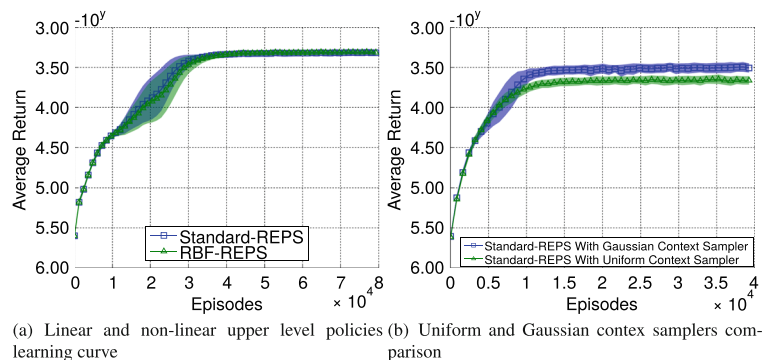 -10^y
3.00
3.50
4.00
4.50
5.00
5.50
6.00
Average Return
Standard-REPS
RBF-REPS
0 1 2 3 4 5 6 7 8
Episodes × 10^4
-10^y
3.00
3.50
4.00
4.50
5.00
5.50
6.00
Average Return
Standard-REPS With Gaussian Context Sampler
Standard-REPS With Uniform Context Sampler
0 0.5 1 1.5 2 2.5 3 3.5 4
Episodes × 10^4
(a) Linear and non-linear upper level policies
learning curve
(b) Uniform and Gaussian contex samplers com-
parison